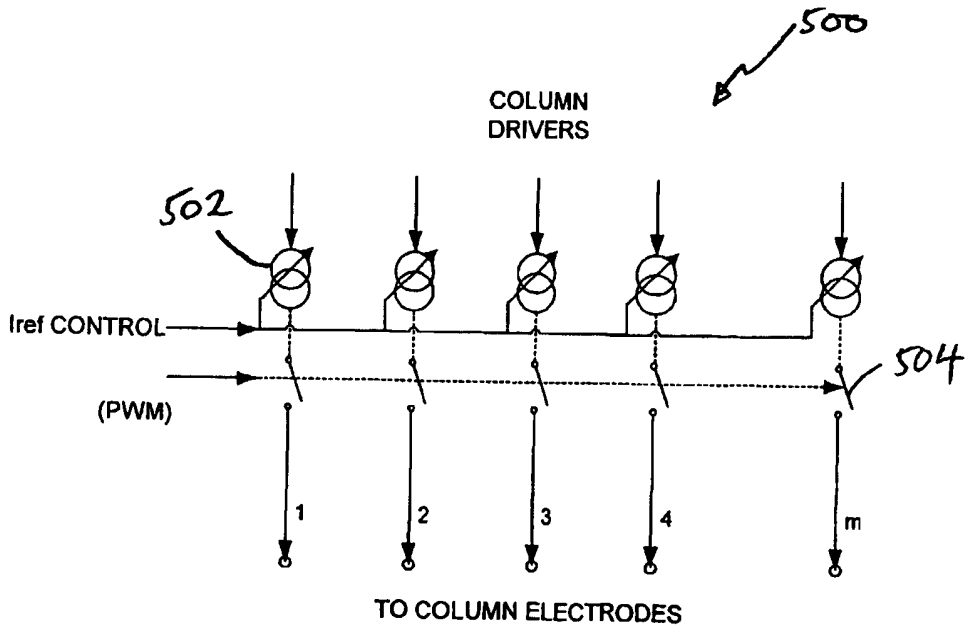 500
COLUMN
DRIVERS
502
Iref CONTROL
504
(PWM)
1
2
3
4
m
TO COLUMN ELECTRODES